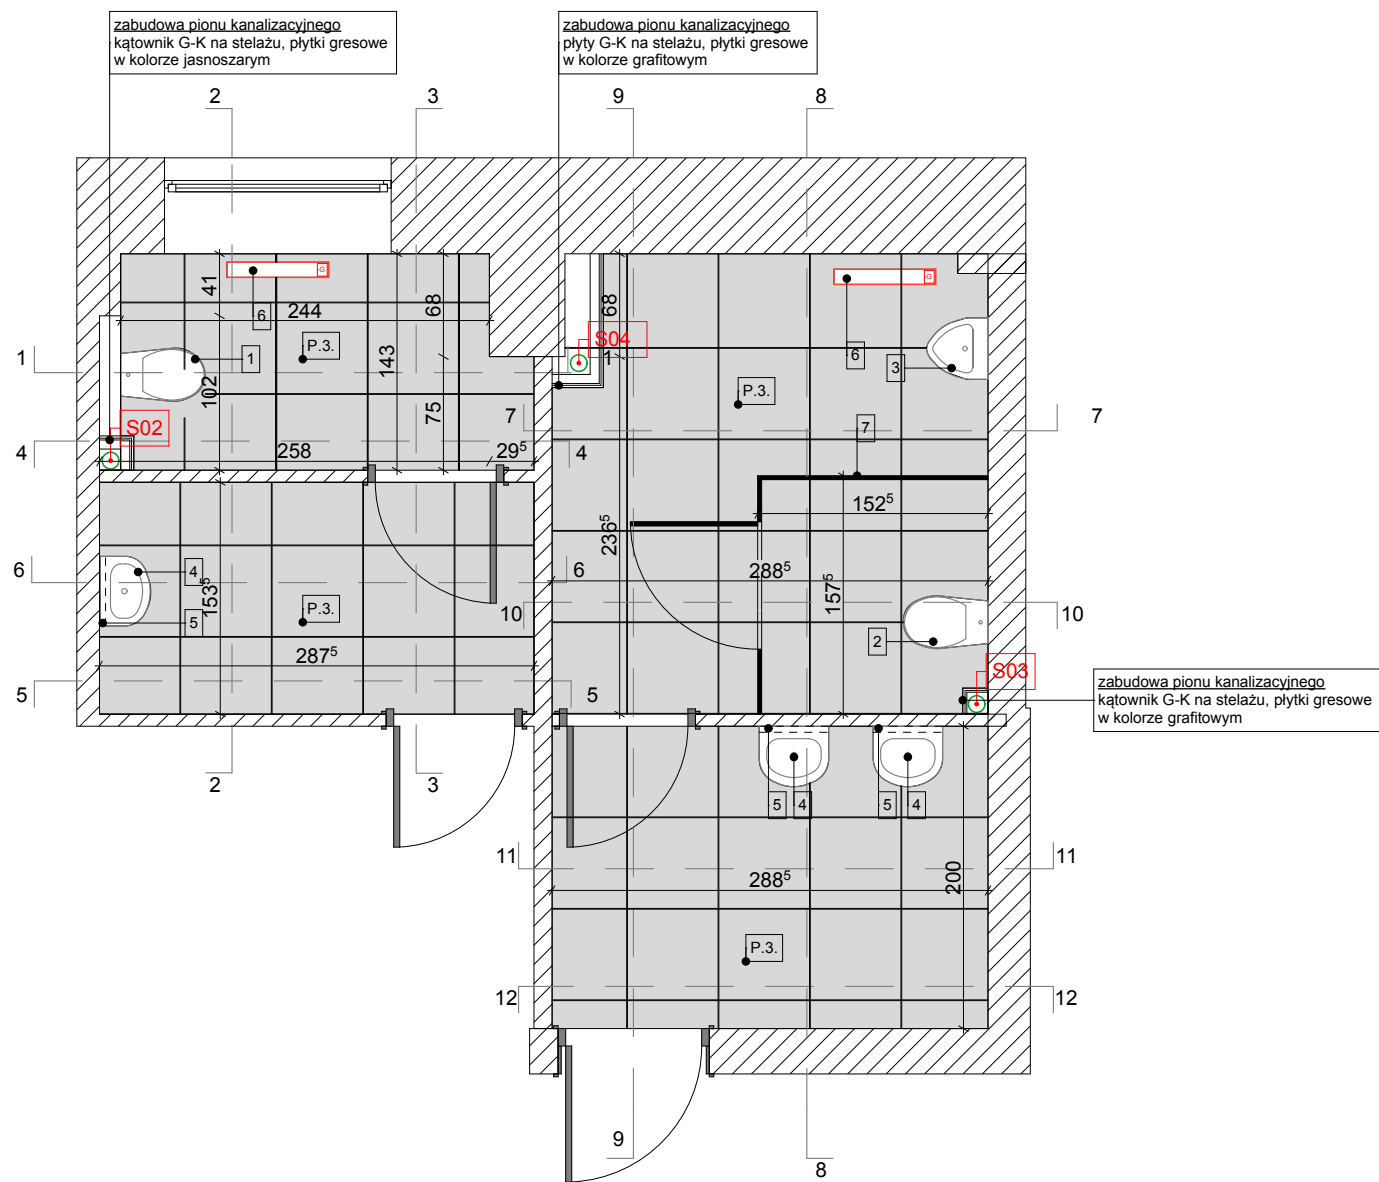 zabudowa pionu kanalizacyjnego
kątownik G-K na stelażu, płytki gresowe
w kolorze jasnoszarym
zabudowa pionu kanalizacyjnego
płyty G-K na stelażu, płytki gresowe
w kolorze grafitowym
2
3
9
8
G
G
41
244
6
68
143
P.3.
1
102
75
S02
258
29⁵
1
4
4
68
S04
1
6
3
P.3.
7
7
7
152⁵
236⁵
288⁵
157⁵
6
6
4
153⁵
5
P.3.
287⁵
10
10
2
S03
5
5
zabudowa pionu kanalizacyjnego
kątownik G-K na stelażu, płytki gresowe
w kolorze grafitowym
2
3
5
4
5
4
11
11
288⁵
200
P.3.
12
12
9
8